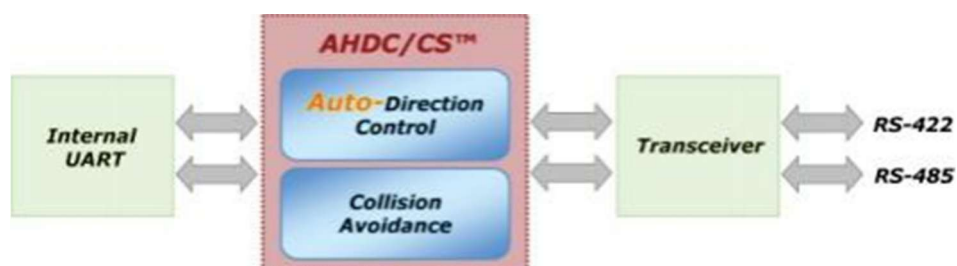 AHDC/CS™
Internal
UART
Auto-Direction
Control
Collision
Avoidance
Transceiver
RS-422
RS-485